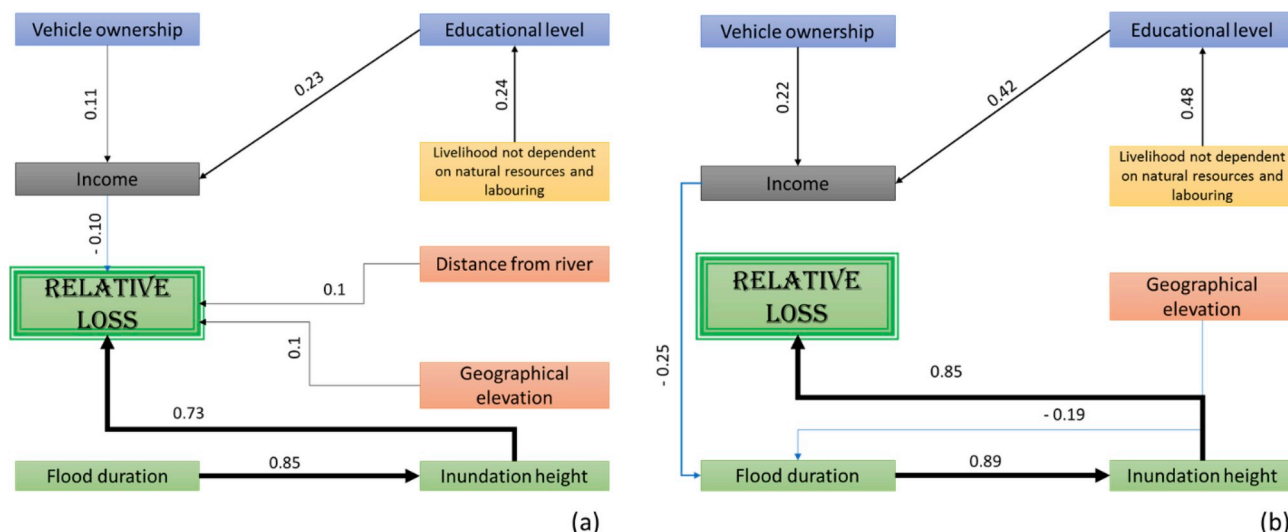 Vehicle ownership
Educational level
0.11
0.23
0.24
Income
Livelihood not dependent
on natural resources and
labouring
- 0.10
RELATIVE
LOSS
Distance from river
0.1
0.1
Geographical
elevation
0.73
Flood duration
0.85
Inundation height
(a)
Vehicle ownership
Educational level
0.22
0.42
0.48
Income
Livelihood not dependent
on natural resources and
labouring
RELATIVE
LOSS
Geographical
elevation
- 0.25
0.85
- 0.19
Flood duration
0.89
Inundation height
(b)